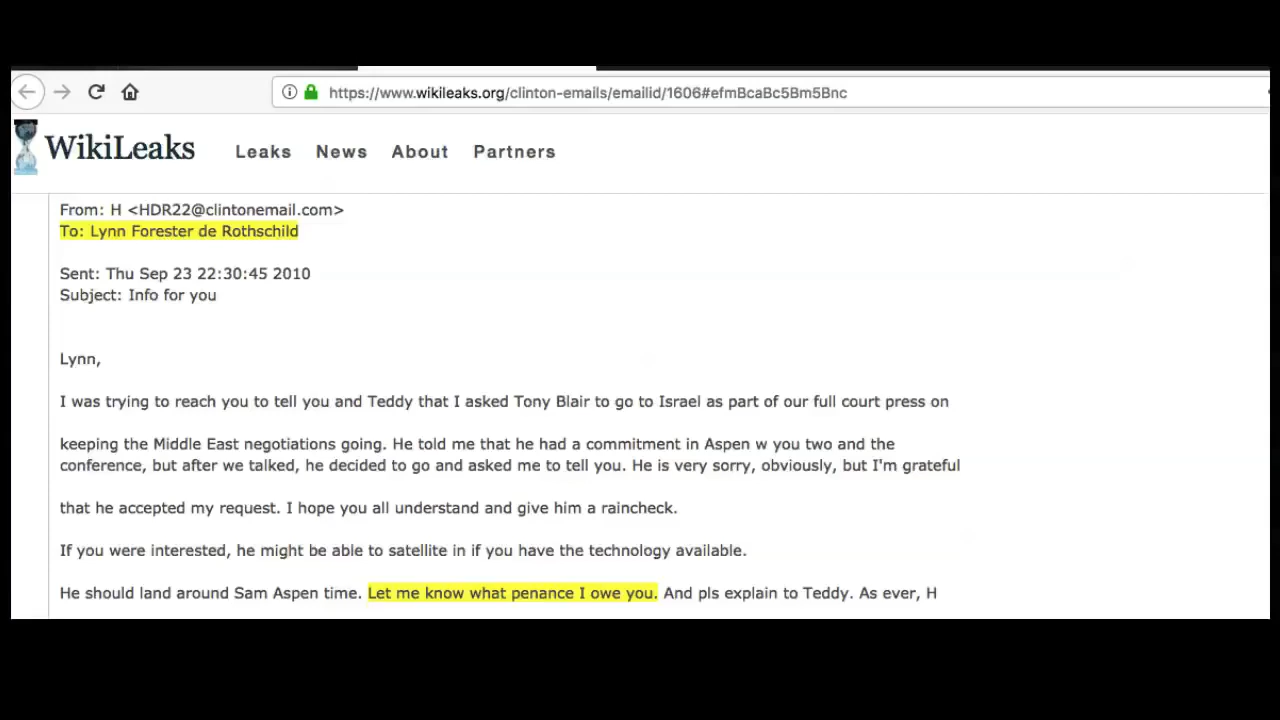 https://www.wikileaks.org/clinton-emails/emailid/1606#efmBcaBc5Bm5Bnc
WikiLeaks Leaks News About Partners
From: H <HDR22@clintonemail.com>
To: Lynn Forester de Rothschild
Sent: Thu Sep 23 22:30:45 2010
Subject: Info for you
Lynn,
I was trying to reach you to tell you and Teddy that I asked Tony Blair to go to Israel as part of our full court press on
keeping the Middle East negotiations going. He told me that he had a commitment in Aspen w you two and the
conference, but after we talked, he decided to go and asked me to tell you. He is very sorry, obviously, but I'm grateful
that he accepted my request. I hope you all understand and give him a raincheck.
If you were interested, he might be able to satellite in if you have the technology available.
He should land around Sam Aspen time. Let me know what penance I owe you. And pls explain to Teddy. As ever, H